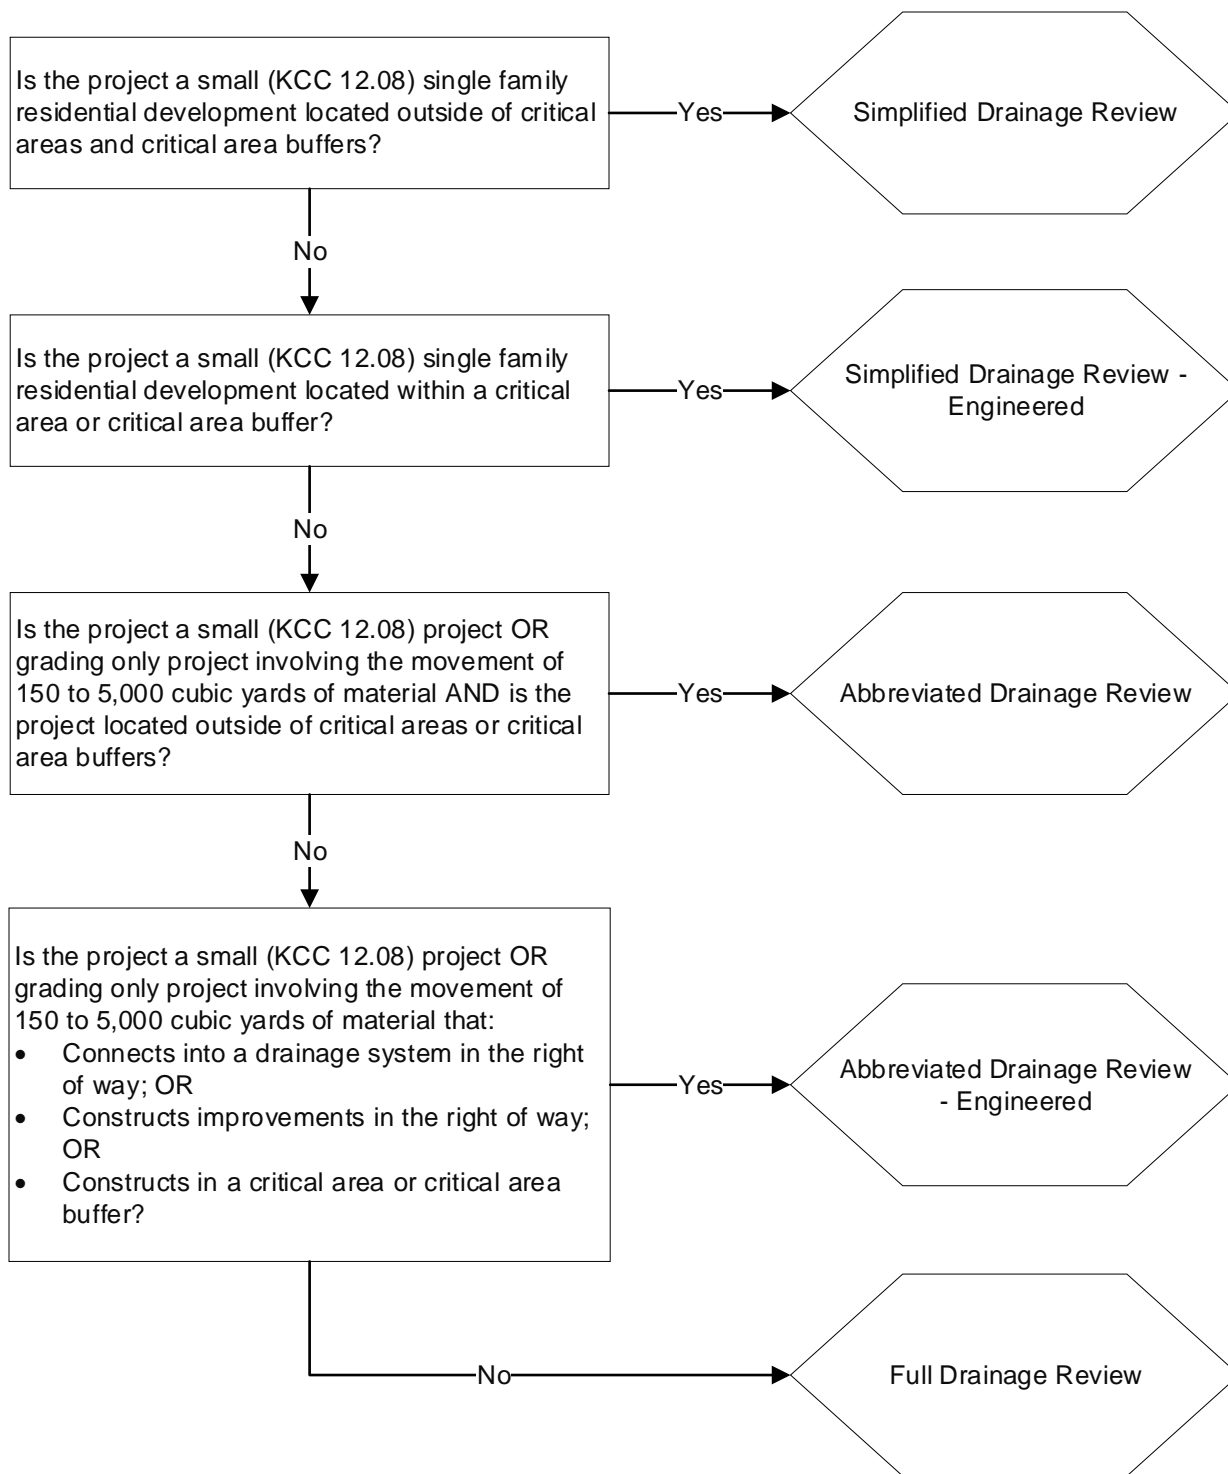 Is the project a small (KCC 12.08) single family
residential development located outside of critical
areas and critical area buffers?
Yes
Simplified Drainage Review
No
Is the project a small (KCC 12.08) single family
residential development located within a critical
area or critical area buffer?
Yes
Simplified Drainage Review -
Engineered
No
Is the project a small (KCC 12.08) project OR
grading only project involving the movement of
150 to 5,000 cubic yards of material AND is the
project located outside of critical areas or critical
area buffers?
Yes
Abbreviated Drainage Review
No
Is the project a small (KCC 12.08) project OR
grading only project involving the movement of
150 to 5,000 cubic yards of material that:
• Connects into a drainage system in the right
of way; OR
• Constructs improvements in the right of way;
OR
• Constructs in a critical area or critical area
buffer?
Yes
Abbreviated Drainage Review
- Engineered
No
Full Drainage Review